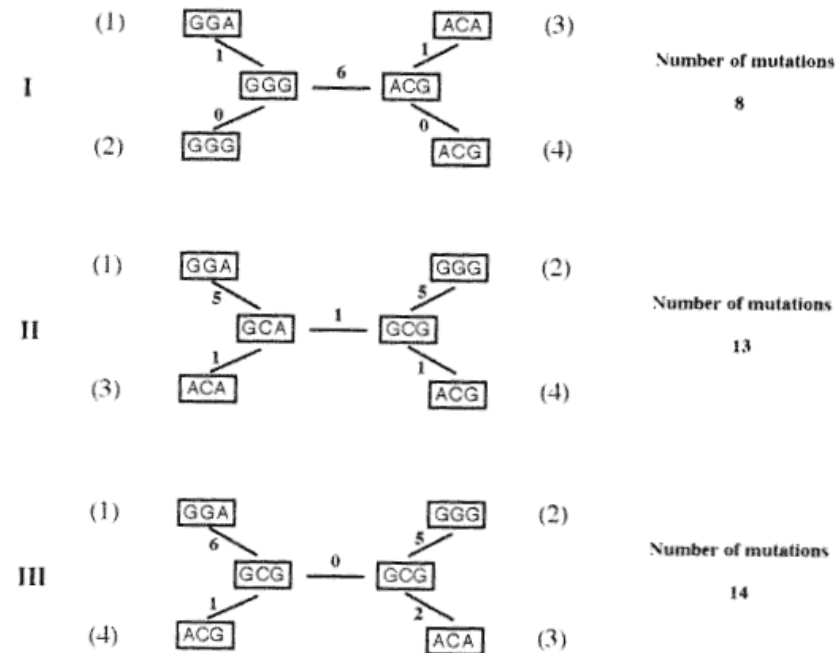 (1) GGA ACA (3)
1 1
I GGG 6 ACG
0 0
(2) GGG ACG (4)
Number of mutations
8
(1) GGA GGG (2)
5 5
II GCA 1 GCG
1 1
(3) ACA ACG (4)
Number of mutations
13
(1) GGA GGG (2)
6 5
III GCG 0 GCG
1 2
(4) ACG ACA (3)
Number of mutations
14